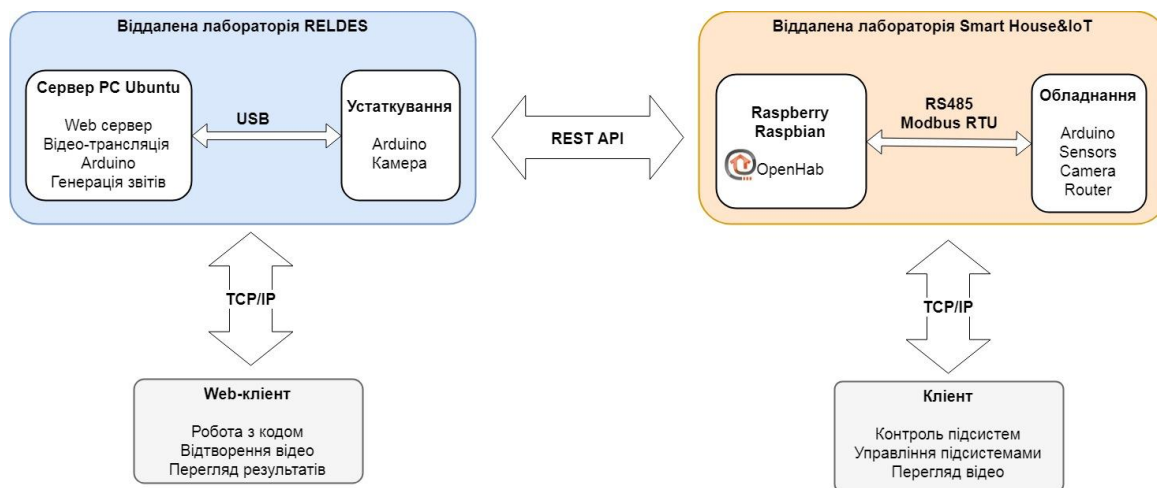 Віддалена лабораторія RELDES
Сервер PC Ubuntu
Web сервер
Відео-трансляція
Arduino
Генерація звітів
USB
Устаткування
Arduino
Камера
REST API
Віддалена лабораторія Smart House&IoT
Raspberry
Raspbian
OpenHab
RS485
Modbus RTU
Обладнання
Arduino
Sensors
Camera
Router
TCP/IP
TCP/IP
Web-клієнт
Робота з кодом
Відтворення відео
Перегляд результатів
Клієнт
Контроль підсистем
Управління підсистемами
Перегляд відео